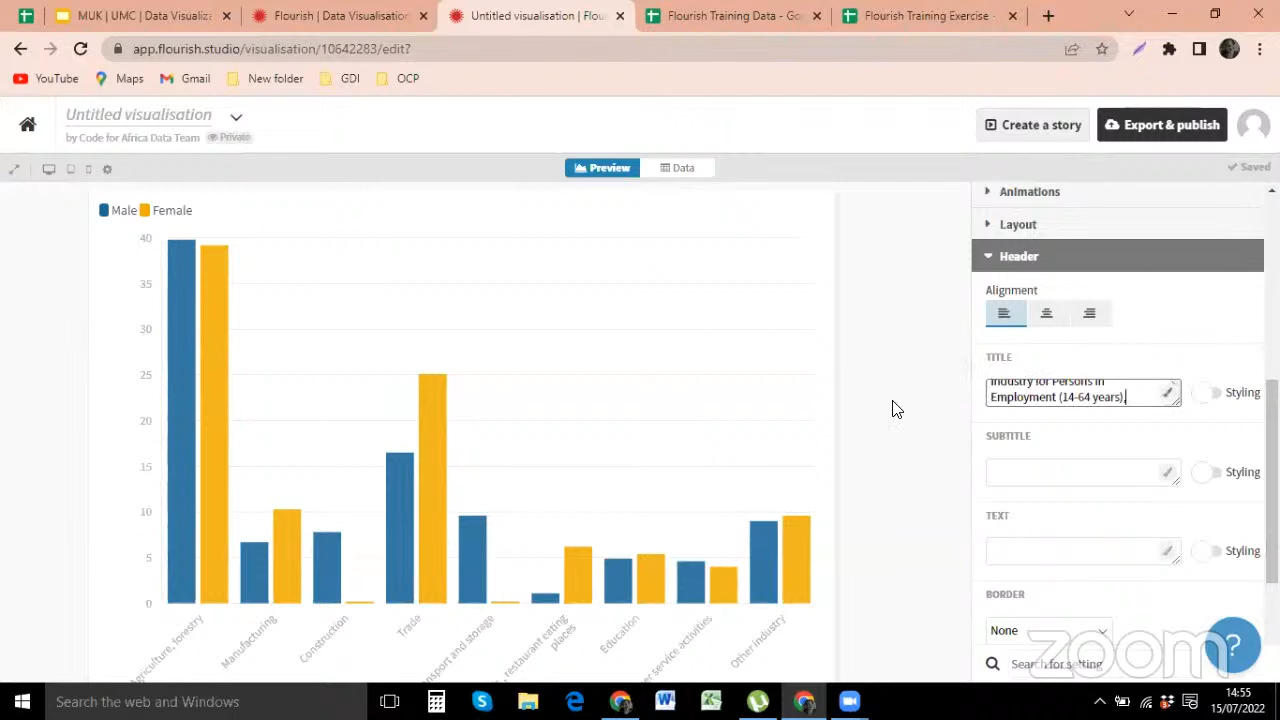 MUK | UMC | Data Visualiza
Flourish | Data Visualisation
Untitled visualisation | Flou
Flourish Training Data - Goo
Flourish Training Exercise -
app.flourish.studio/visualisation/10642283/edit?
YouTube
Maps
Gmail
New folder
GDI
OCP
Untitled visualisation
by Code for Africa Data Team
Private
Create a story
Export & publish
Preview
Data
Saved
Male
Female
40
35
30
25
20
15
10
5
0
Agriculture, forestry
Manufacturing
Construction
Trade
nsport and storage
restaurant eating
places
Education
service activities
Other industry
Animations
Layout
Header
Alignment
TITLE
Industry for Persons in
Employment (14-64 years),
Styling
SUBTITLE
Styling
TEXT
Styling
BORDER
None
Search for setting
?
zoom
Search the web and Windows
14:55
15/07/2022